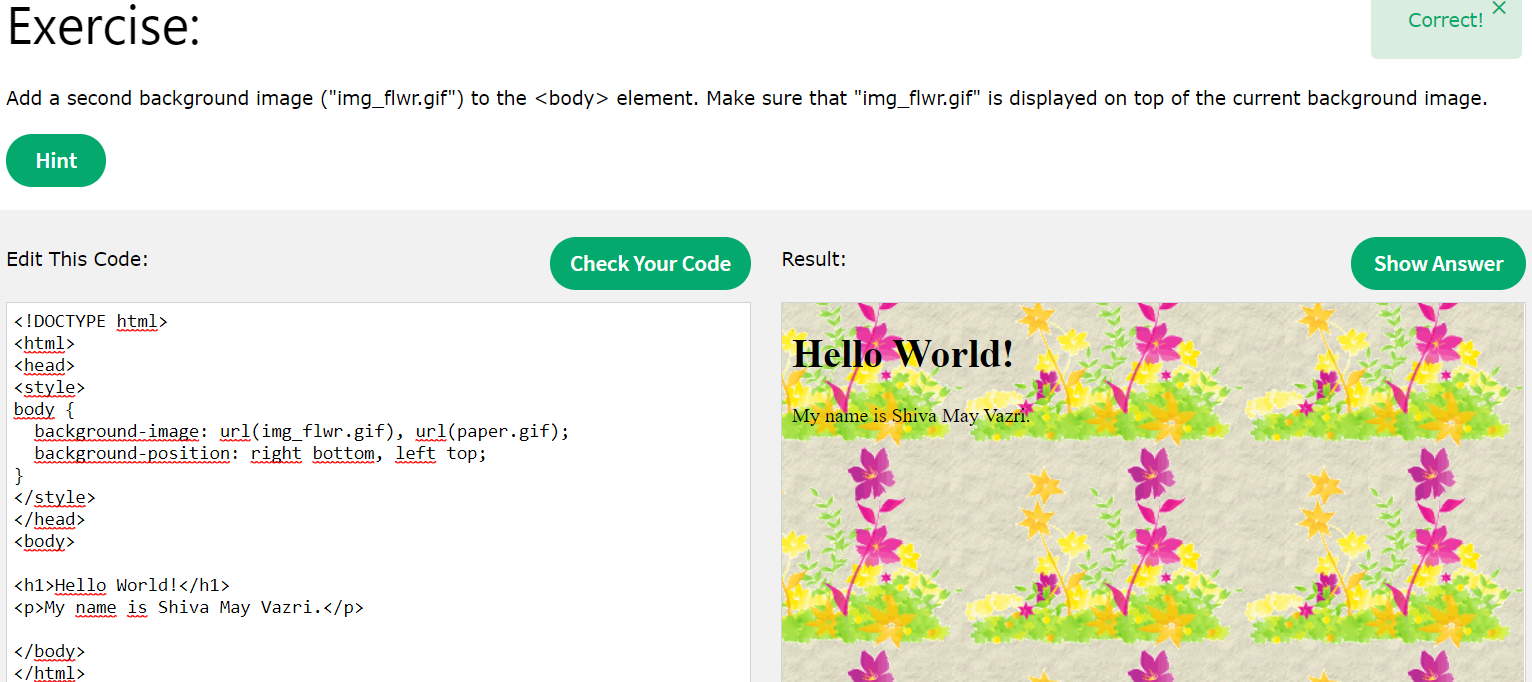 Exercise:
Correct!
×
Add a second background image ("img_flwr.gif") to the <body> element. Make sure that "img_flwr.gif" is displayed on top of the current background image.
Hint
Edit This Code:
Check Your Code
<!DOCTYPE html>
<html>
<head>
<style>
body {
  background-image: url(img_flwr.gif), url(paper.gif);
  background-position: right bottom, left top;
}
</style>
</head>
<body>
<h1>Hello World!</h1>
<p>My name is Shiva May Vazri.</p>
</body>
</html>
Result:
Show Answer
Hello World!
My name is Shiva May Vazri.